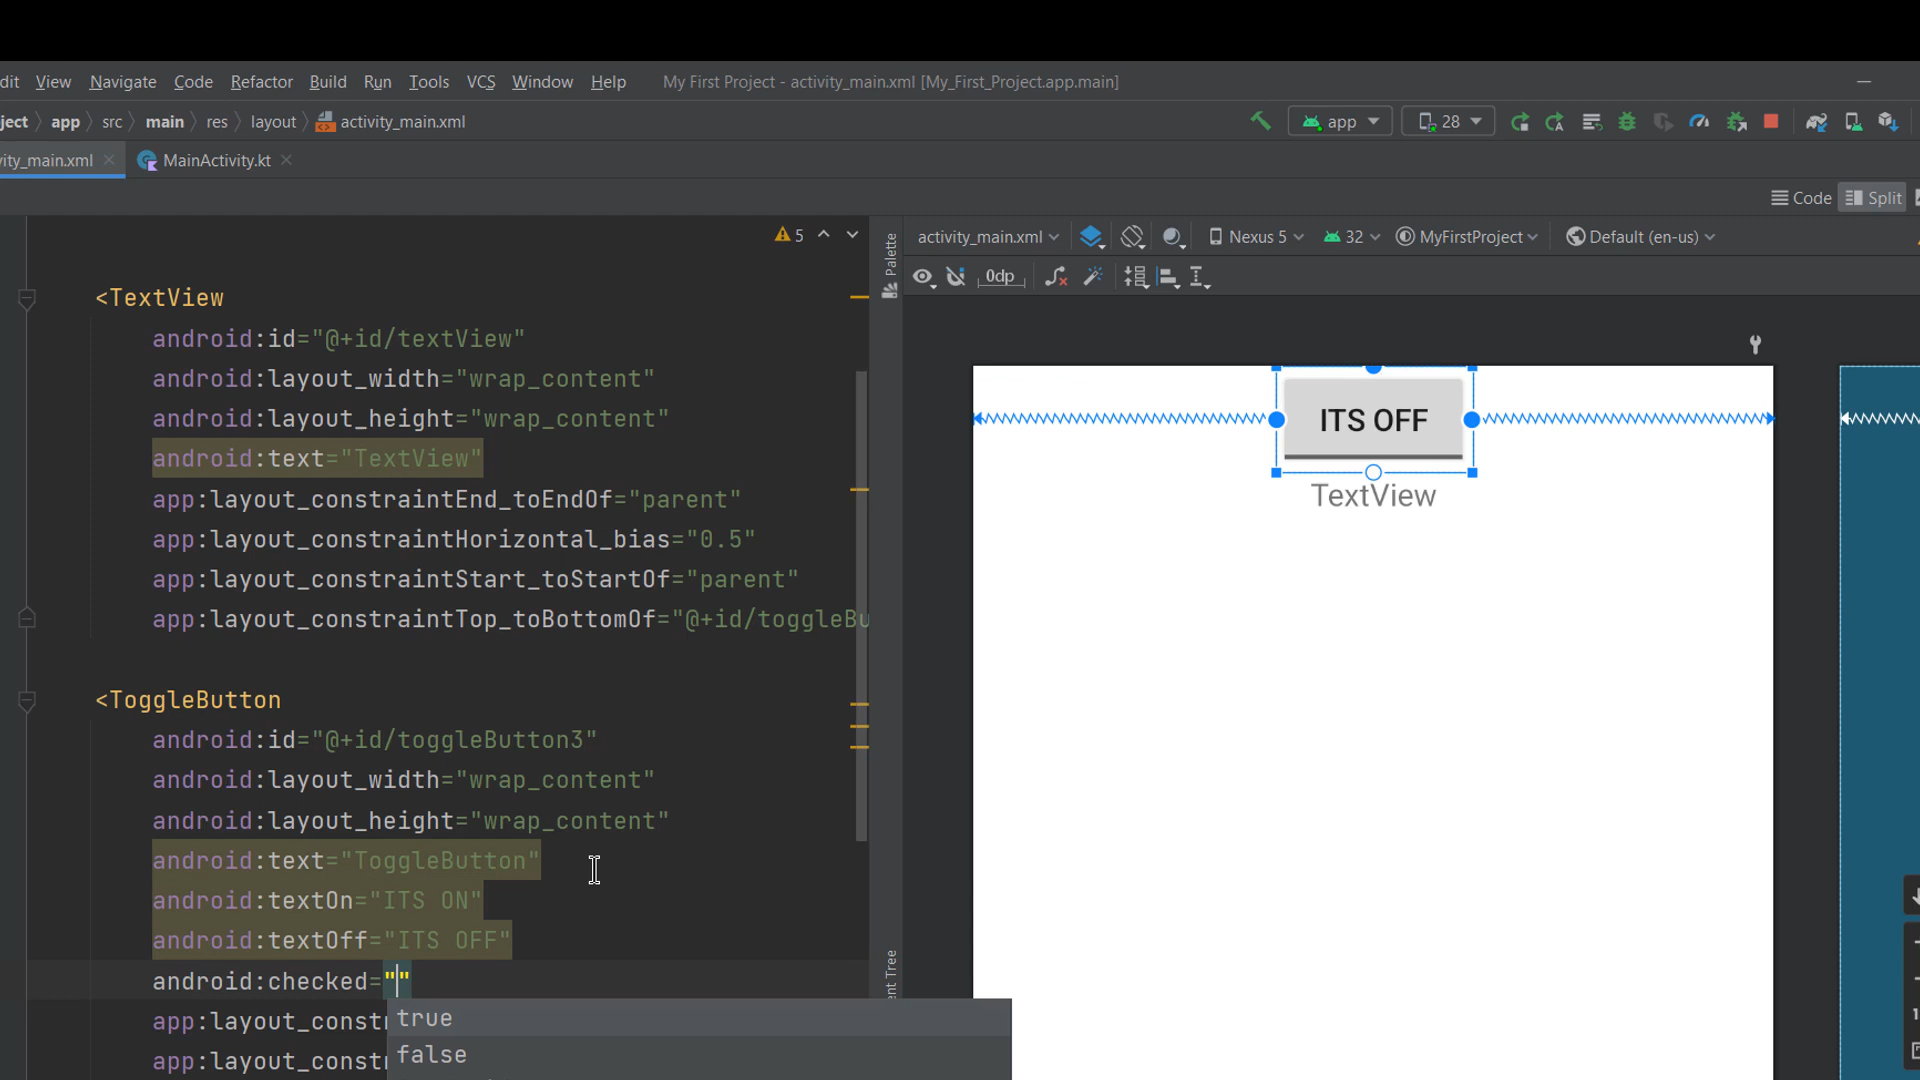 dit View Navigate Code Refactor Build Run Tools VCS Window Help My First Project - activity_main.xml [My_First_Project.app.main]
ject app src main res layout activity_main.xml app 28
ity_main.xml MainActivity.kt
Code Split
5
Palette
activity_main.xml Nexus 5 32 MyFirstProject Default (en-us)
0dp
<TextView
android:id="@+id/textView"
android:layout_width="wrap_content"
android:layout_height="wrap_content"
android:text="TextView"
app:layout_constraintEnd_toEndOf="parent"
app:layout_constraintHorizontal_bias="0.5"
app:layout_constraintStart_toStartOf="parent"
app:layout_constraintTop_toBottomOf="@+id/toggleBu
<ToggleButton
android:id="@+id/toggleButton3"
android:layout_width="wrap_content"
android:layout_height="wrap_content"
android:text="ToggleButton"
android:textOn="ITS ON"
android:textOff="ITS OFF"
android:checked=""
app:layout_constr
app:layout_constr
true
false
ent Tree
ITS OFF
TextView